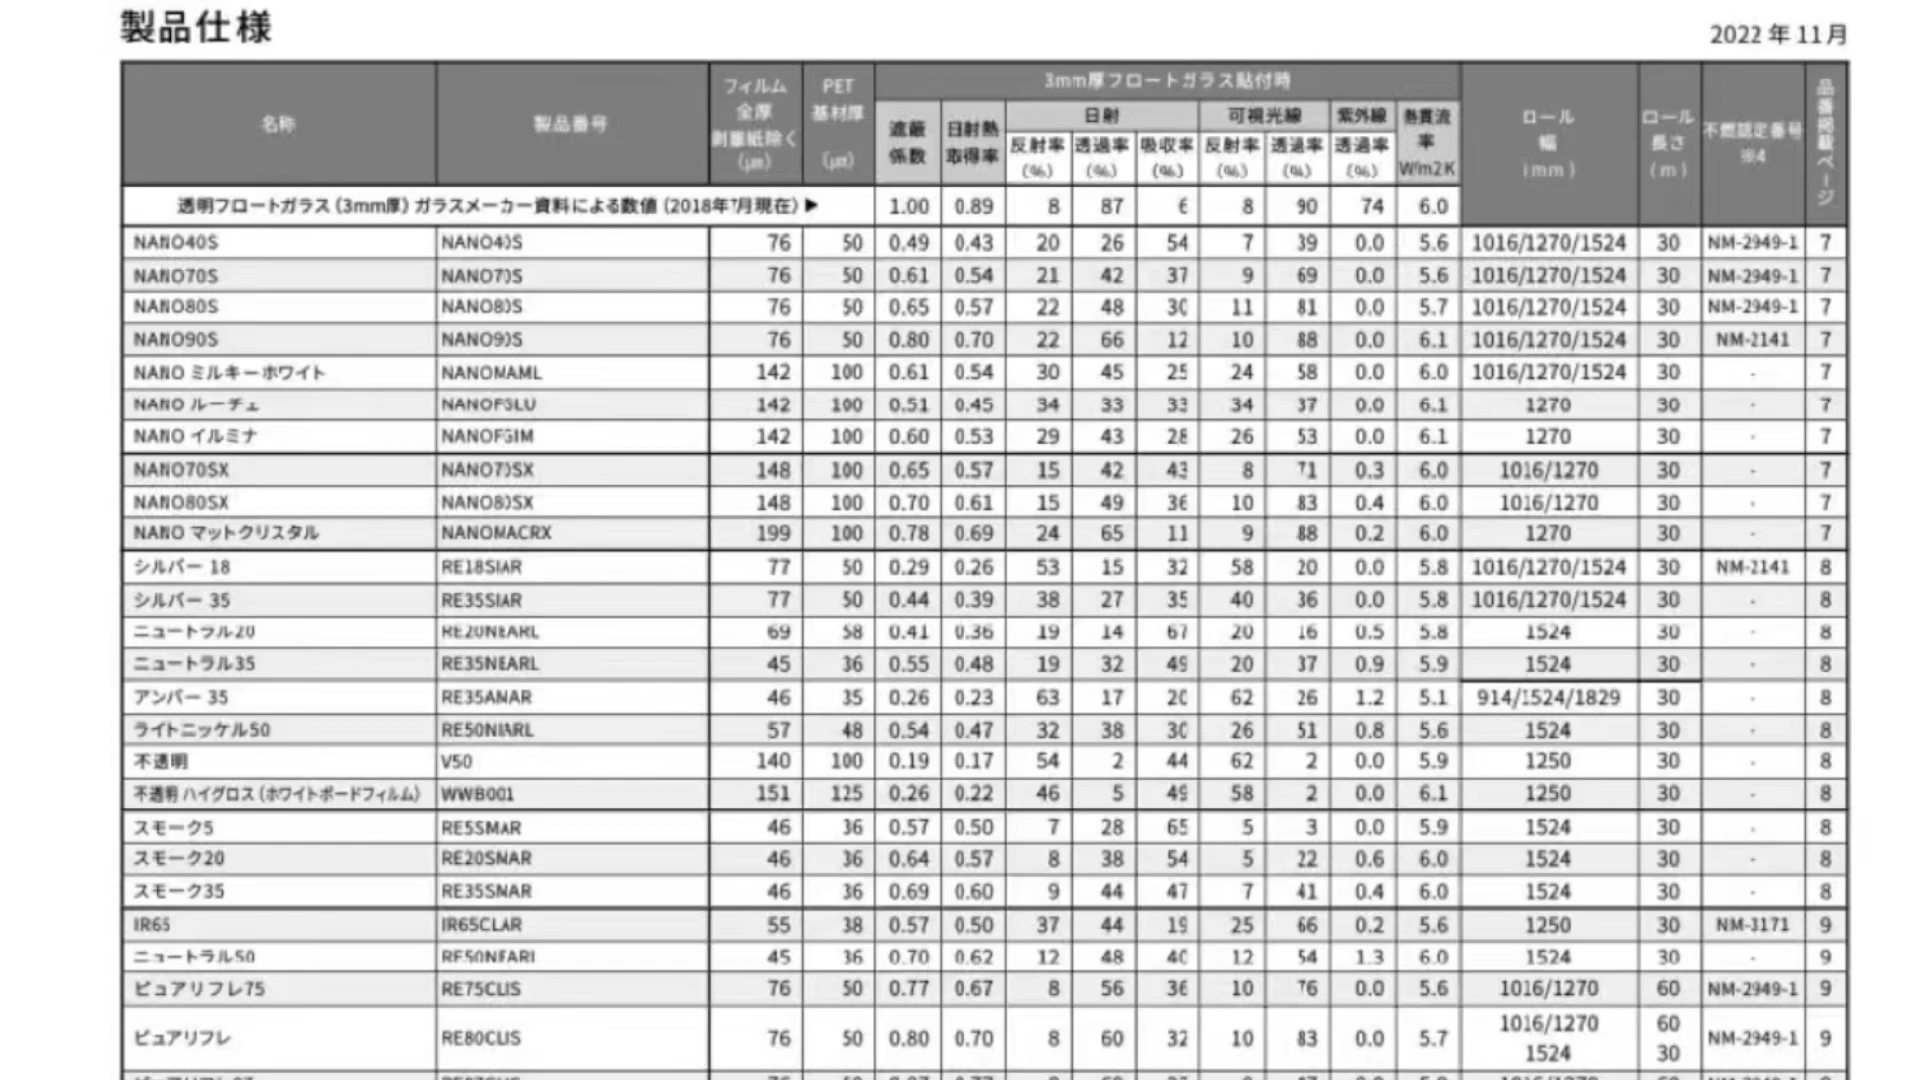 製品仕様
2022 年 11月
名称 製品番号 フィルム全厚 剥離紙除く (μm) PET基材厚 (μm) 3mm厚フロートガラス貼付時 ロール幅 (mm) ロール長さ (m) 不燃認定番号 ※4 品番掲載ページ
遮蔽係数 日射熱取得率 日射 可視光線 紫外線 熱貫流率 W/m2K
反射率 (%) 透過率 (%) 吸収率 (%) 反射率 (%) 透過率 (%) 透過率 (%)
透明フロートガラス (3mm厚) ガラスメーカー資料による数値 (2018年7月現在) ▶ 1.00 0.89 8 87 6 8 90 74 6.0
NANO40S NANO40S 76 50 0.49 0.43 20 26 54 7 39 0.0 5.6 1016/1270/1524 30 NM-2949-1 7
NANO70S NANO70S 76 50 0.61 0.54 21 42 37 9 69 0.0 5.6 1016/1270/1524 30 NM-2949-1 7
NANO80S NANO80S 76 50 0.65 0.57 22 48 30 11 81 0.0 5.7 1016/1270/1524 30 NM-2949-1 7
NANO90S NANO90S 76 50 0.80 0.70 22 66 12 10 88 0.0 6.1 1016/1270/1524 30 NM-2141 7
NANO ミルキーホワイト NANOMAML 142 100 0.61 0.54 30 45 25 24 58 0.0 6.0 1016/1270/1524 30 - 7
NANO ルーチェ NANOFGLU 142 100 0.51 0.45 34 33 33 34 37 0.0 6.1 1270 30 - 7
NANO イルミナ NANOFGIM 142 100 0.60 0.53 29 43 28 26 53 0.0 6.1 1270 30 - 7
NANO70SX NANO70SX 148 100 0.65 0.57 15 42 43 8 71 0.3 6.0 1016/1270 30 - 7
NANO80SX NANO80SX 148 100 0.70 0.61 15 49 36 10 83 0.4 6.0 1016/1270 30 - 7
NANO マットクリスタル NANOMACRX 199 100 0.78 0.69 24 65 11 9 88 0.2 6.0 1270 30 - 7
シルバー 18 RE18SIAR 77 50 0.29 0.26 53 15 32 58 20 0.0 5.8 1016/1270/1524 30 NM-2141 8
シルバー 35 RE35SIAR 77 50 0.44 0.39 38 27 35 40 36 0.0 5.8 1016/1270/1524 30 - 8
ニュートラル20 RE20NEARL 69 58 0.41 0.36 19 14 67 20 16 0.5 5.8 1524 30 - 8
ニュートラル35 RE35NEARL 45 36 0.55 0.48 19 32 49 20 37 0.9 5.9 1524 30 - 8
アンバー 35 RE35AMAR 46 35 0.26 0.23 63 17 20 62 26 1.2 5.1 914/1524/1829 30 - 8
ライトニッケル50 RE50NIARL 57 48 0.54 0.47 32 38 30 26 51 0.8 5.6 1524 30 - 8
不透明 V50 140 100 0.19 0.17 54 2 44 62 2 0.0 5.9 1250 30 - 8
不透明 ハイグロス (ホワイトボードフィルム) WWB001 151 125 0.26 0.22 46 5 49 58 2 0.0 6.1 1250 30 - 8
スモーク5 RE5SMAR 46 36 0.57 0.50 7 28 65 5 3 0.0 5.9 1524 30 - 8
スモーク20 RE20SMAR 46 36 0.64 0.57 8 38 54 5 22 0.6 6.0 1524 30 - 8
スモーク35 RE35SMAR 46 36 0.69 0.60 9 44 47 7 41 0.4 6.0 1524 30 - 8
IR65 IR65CLAR 55 38 0.57 0.50 37 44 19 25 66 0.2 5.6 1250 30 NM-3171 9
ニュートラル50 RE50NEARL 45 36 0.70 0.62 12 48 40 12 54 1.3 6.0 1524 30 - 9
ピュアリフレ75 RE75CLIS 76 50 0.77 0.67 8 56 36 10 76 0.0 5.6 1016/1270 60 NM-2949-1 9
ピュアリフレ RE80CLIS 76 50 0.80 0.70 8 60 32 10 83 0.0 5.7 1016/1270 60 NM-2949-1 9
1524 30